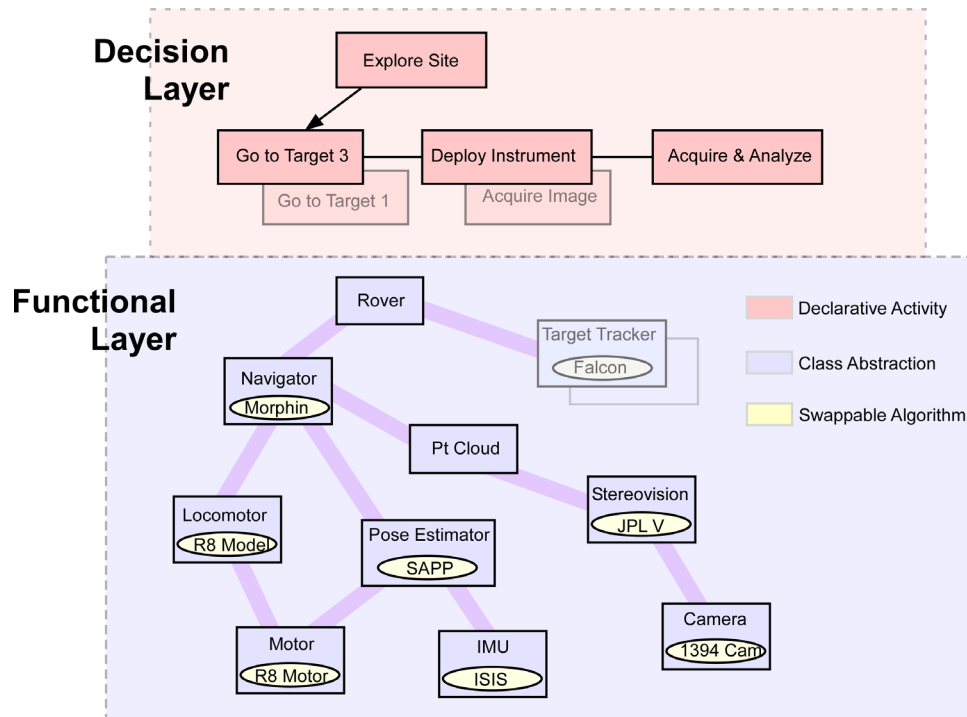 Decision
Layer
Explore Site
Go to Target 3
Deploy Instrument
Acquire & Analyze
Go to Target 1
Acquire Image
Functional
Layer
Rover
Declarative Activity
Target Tracker
Falcon
Class Abstraction
Navigator
Morphin
Swappable Algorithm
Pt Cloud
Stereovision
JPL V
Locomotor
R8 Model
Pose Estimator
SAPP
Camera
1394 Cam
Motor
R8 Motor
IMU
ISIS